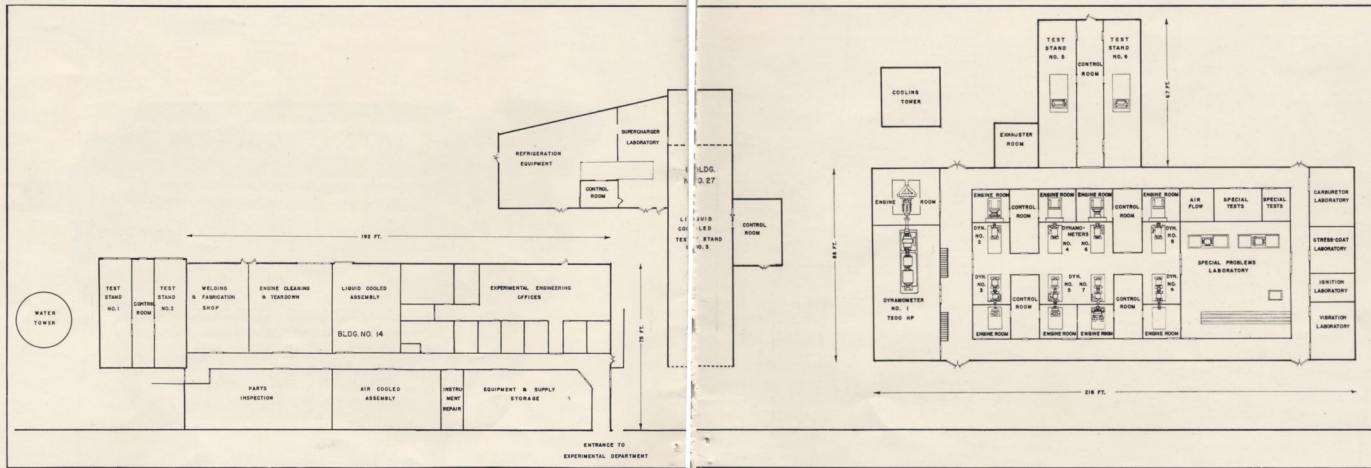 WATER
TOWER
TEST
STAND
NO. 1
CONTROL
ROOM
TEST
STAND
NO. 2
192 FT.
WELDING
& FABRICATION
SHOP
ENGINE CLEANING
& TEARDOWN
LIQUID COOLED
ASSEMBLY
BLDG. NO. 14
EXPERIMENTAL ENGINEERING
OFFICES
75 FT.
PARTS
INSPECTION
AIR COOLED
ASSEMBLY
INSTRU-
MENT
REPAIR
EQUIPMENT & SUPPLY
STORAGE
ENTRANCE TO
EXPERIMENTAL DEPARTMENT
REFRIGERATION
EQUIPMENT
SUPERCHARGER
LABORATORY
CONTROL
ROOM
BLDG.
NO. 27
LIQUID
COOLED
TEST STAND
NO. 3
CONTROL
ROOM
COOLING
TOWER
EXHAUSTER
ROOM
TEST
STAND
NO. 5
CONTROL
ROOM
TEST
STAND
NO. 6
67 FT.
88 FT.
ENGINE ROOM
DYNAMOMETER
NO. 1
7500 HP
ENGINE ROOM
CONTROL
ROOM
ENGINE ROOM
ENGINE ROOM
CONTROL
ROOM
ENGINE ROOM
DYN.
NO.
2
DYNAMO-
METERS
NO. NO.
4 6
DYN.
NO.
8
DYN.
NO.
3
DYN.
NO. NO.
5 7
DYN.
NO.
CONTROL
ROOM
CONTROL
ROOM
ENGINE ROOM
ENGINE ROOM
ENGINE ROOM
ENGINE ROOM
AIR
FLOW
SPECIAL
TESTS
SPECIAL
TESTS
SPECIAL PROBLEMS
LABORATORY
CARBURETOR
LABORATORY
STRESS-COAT
LABORATORY
IGNITION
LABORATORY
VIBRATION
LABORATORY
216 FT.